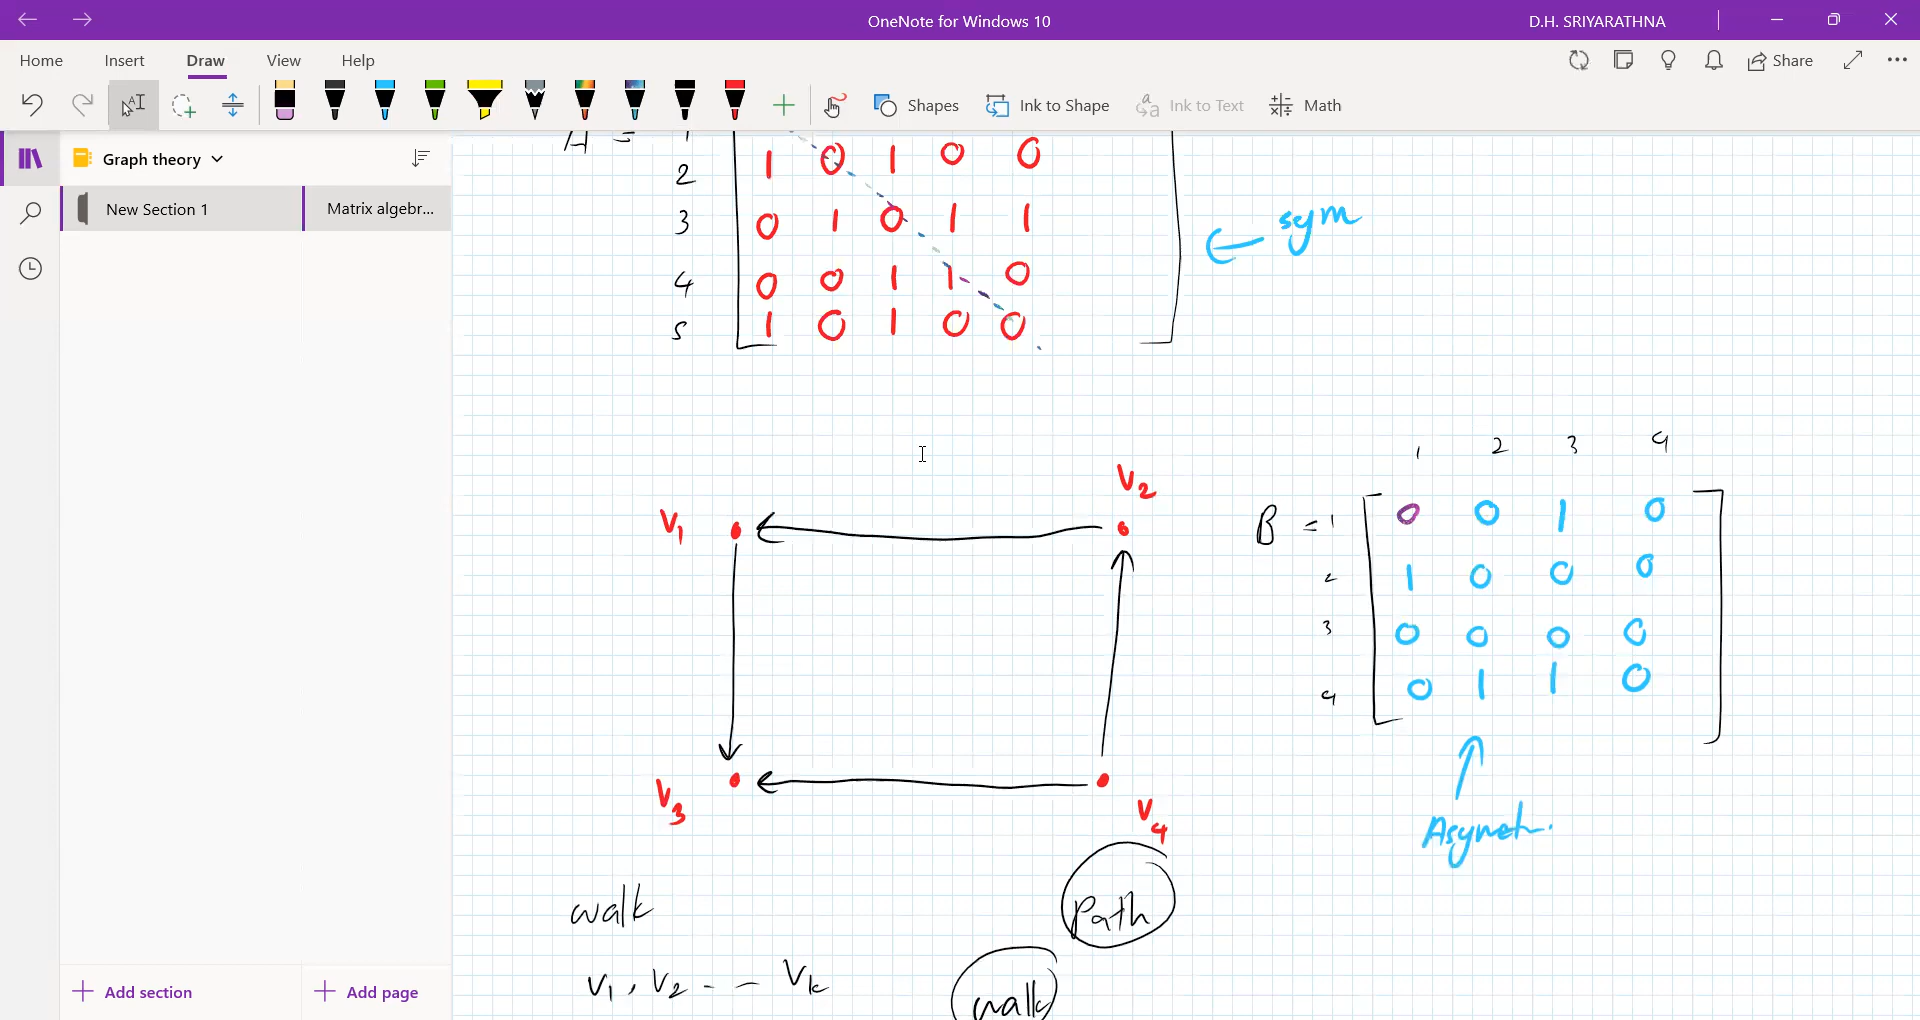 OneNote for Windows 10
D.H. SRIYARATHNA
Home Insert Draw View Help
Share
Shapes Ink to Shape Ink to Text Math
Graph theory
New Section 1
Matrix algebr...
A = 1
2 1 0 1 0 0
3 0 1 0 1 1
4 0 0 1 1 0
5 1 0 1 0 0
sym
V1
V2
V3
V4
1 2 3 4
B = 1 0 0 1 0
2 1 0 0 0
3 0 0 0 0
4 0 1 1 0
Asymet.
walk
Path
V1, V2 - - Vk
walk
Add section
Add page